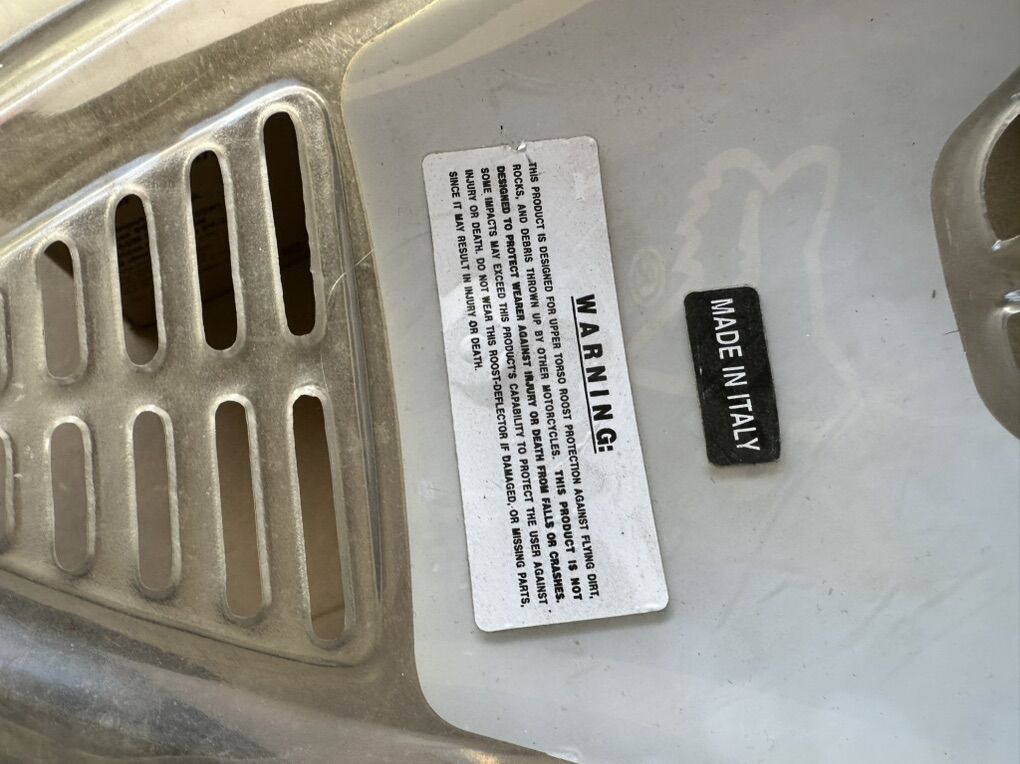 WARNING:
THIS PRODUCT IS DESIGNED FOR UPPER TORSO ROOST PROTECTION AGAINST FLYING DIRT,
ROCKS, AND DEBRIS THROWN UP BY OTHER MOTORCYCLES. THIS PRODUCT IS NOT
DESIGNED TO PROTECT WEARER AGAINST INJURY OR DEATH FROM FALLS OR CRASHES.
SOME IMPACTS MAY EXCEED THIS PRODUCT'S CAPABILITY TO PROTECT THE USER AGAINST
INJURY OR DEATH. DO NOT WEAR THIS ROOST-DEFLECTOR IF DAMAGED, OR MISSING PARTS,
SINCE IT MAY RESULT IN INJURY OR DEATH.
MADE IN ITALY